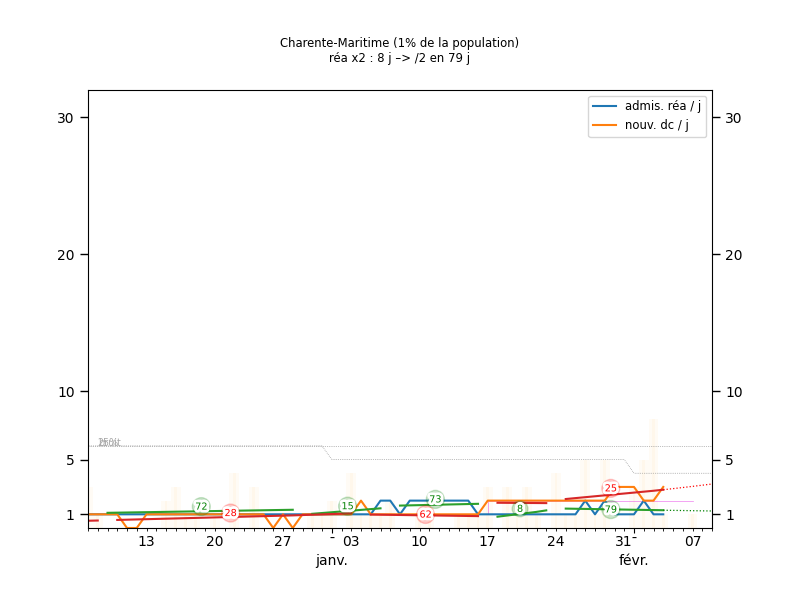 Charente-Maritime (1% de la population)
réa x2 : 8 j –> /2 en 79 j
admis. réa / j
nouv. dc / j
30 30
20 20
10 10
5 5
1 1
72 28 15 73 62 8 25 79
13 20 27 - 03 10 17 24 31 - 07
janv. févr.